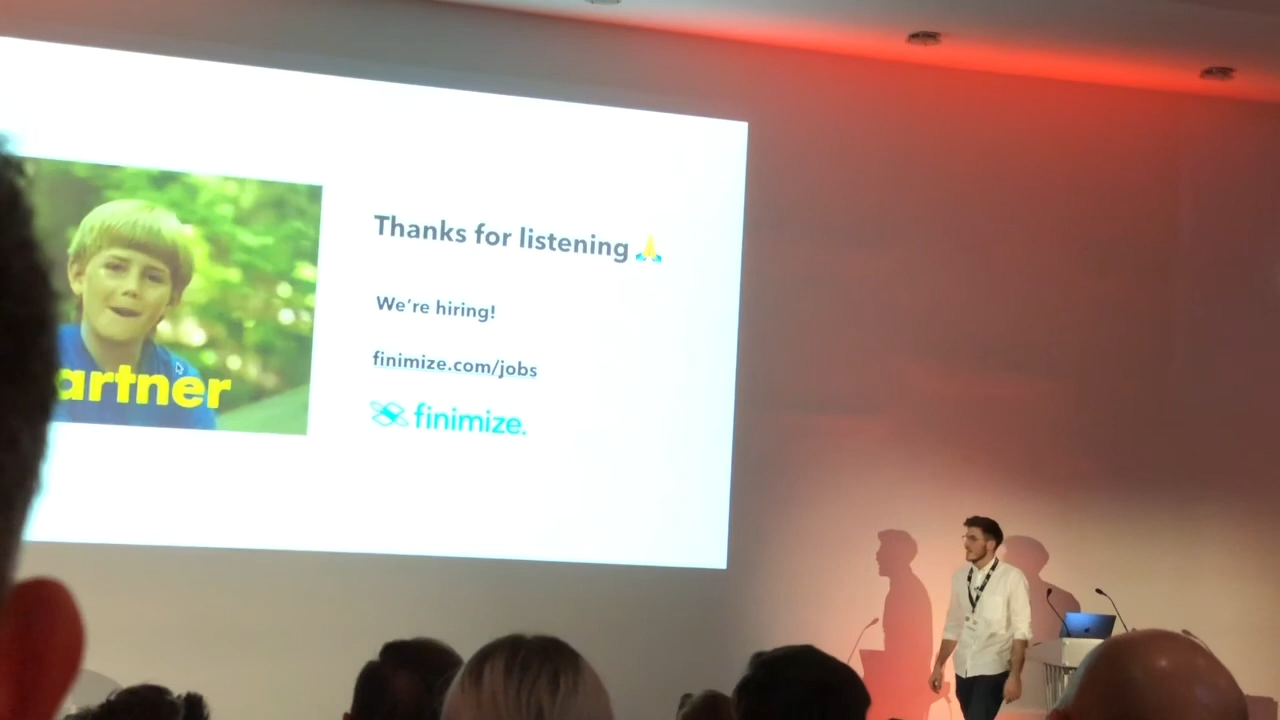 artner
Thanks for listening 🙏
We're hiring!
finimize.com/jobs
finimize.